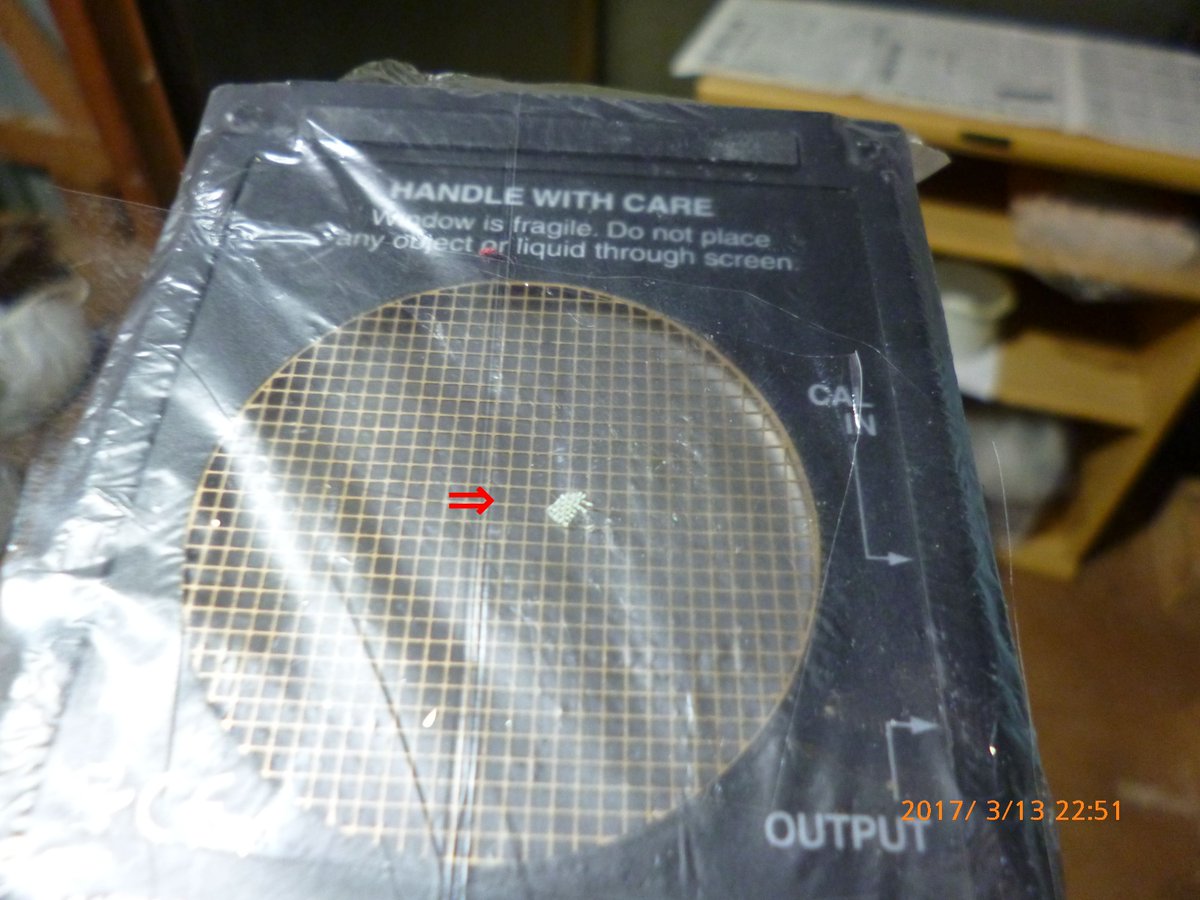 HANDLE WITH CARE
Window is fragile. Do not place
any object or liquid through screen.
CAL
IN
⇒
CE
OUTPUT
2017/ 3/13 22:51